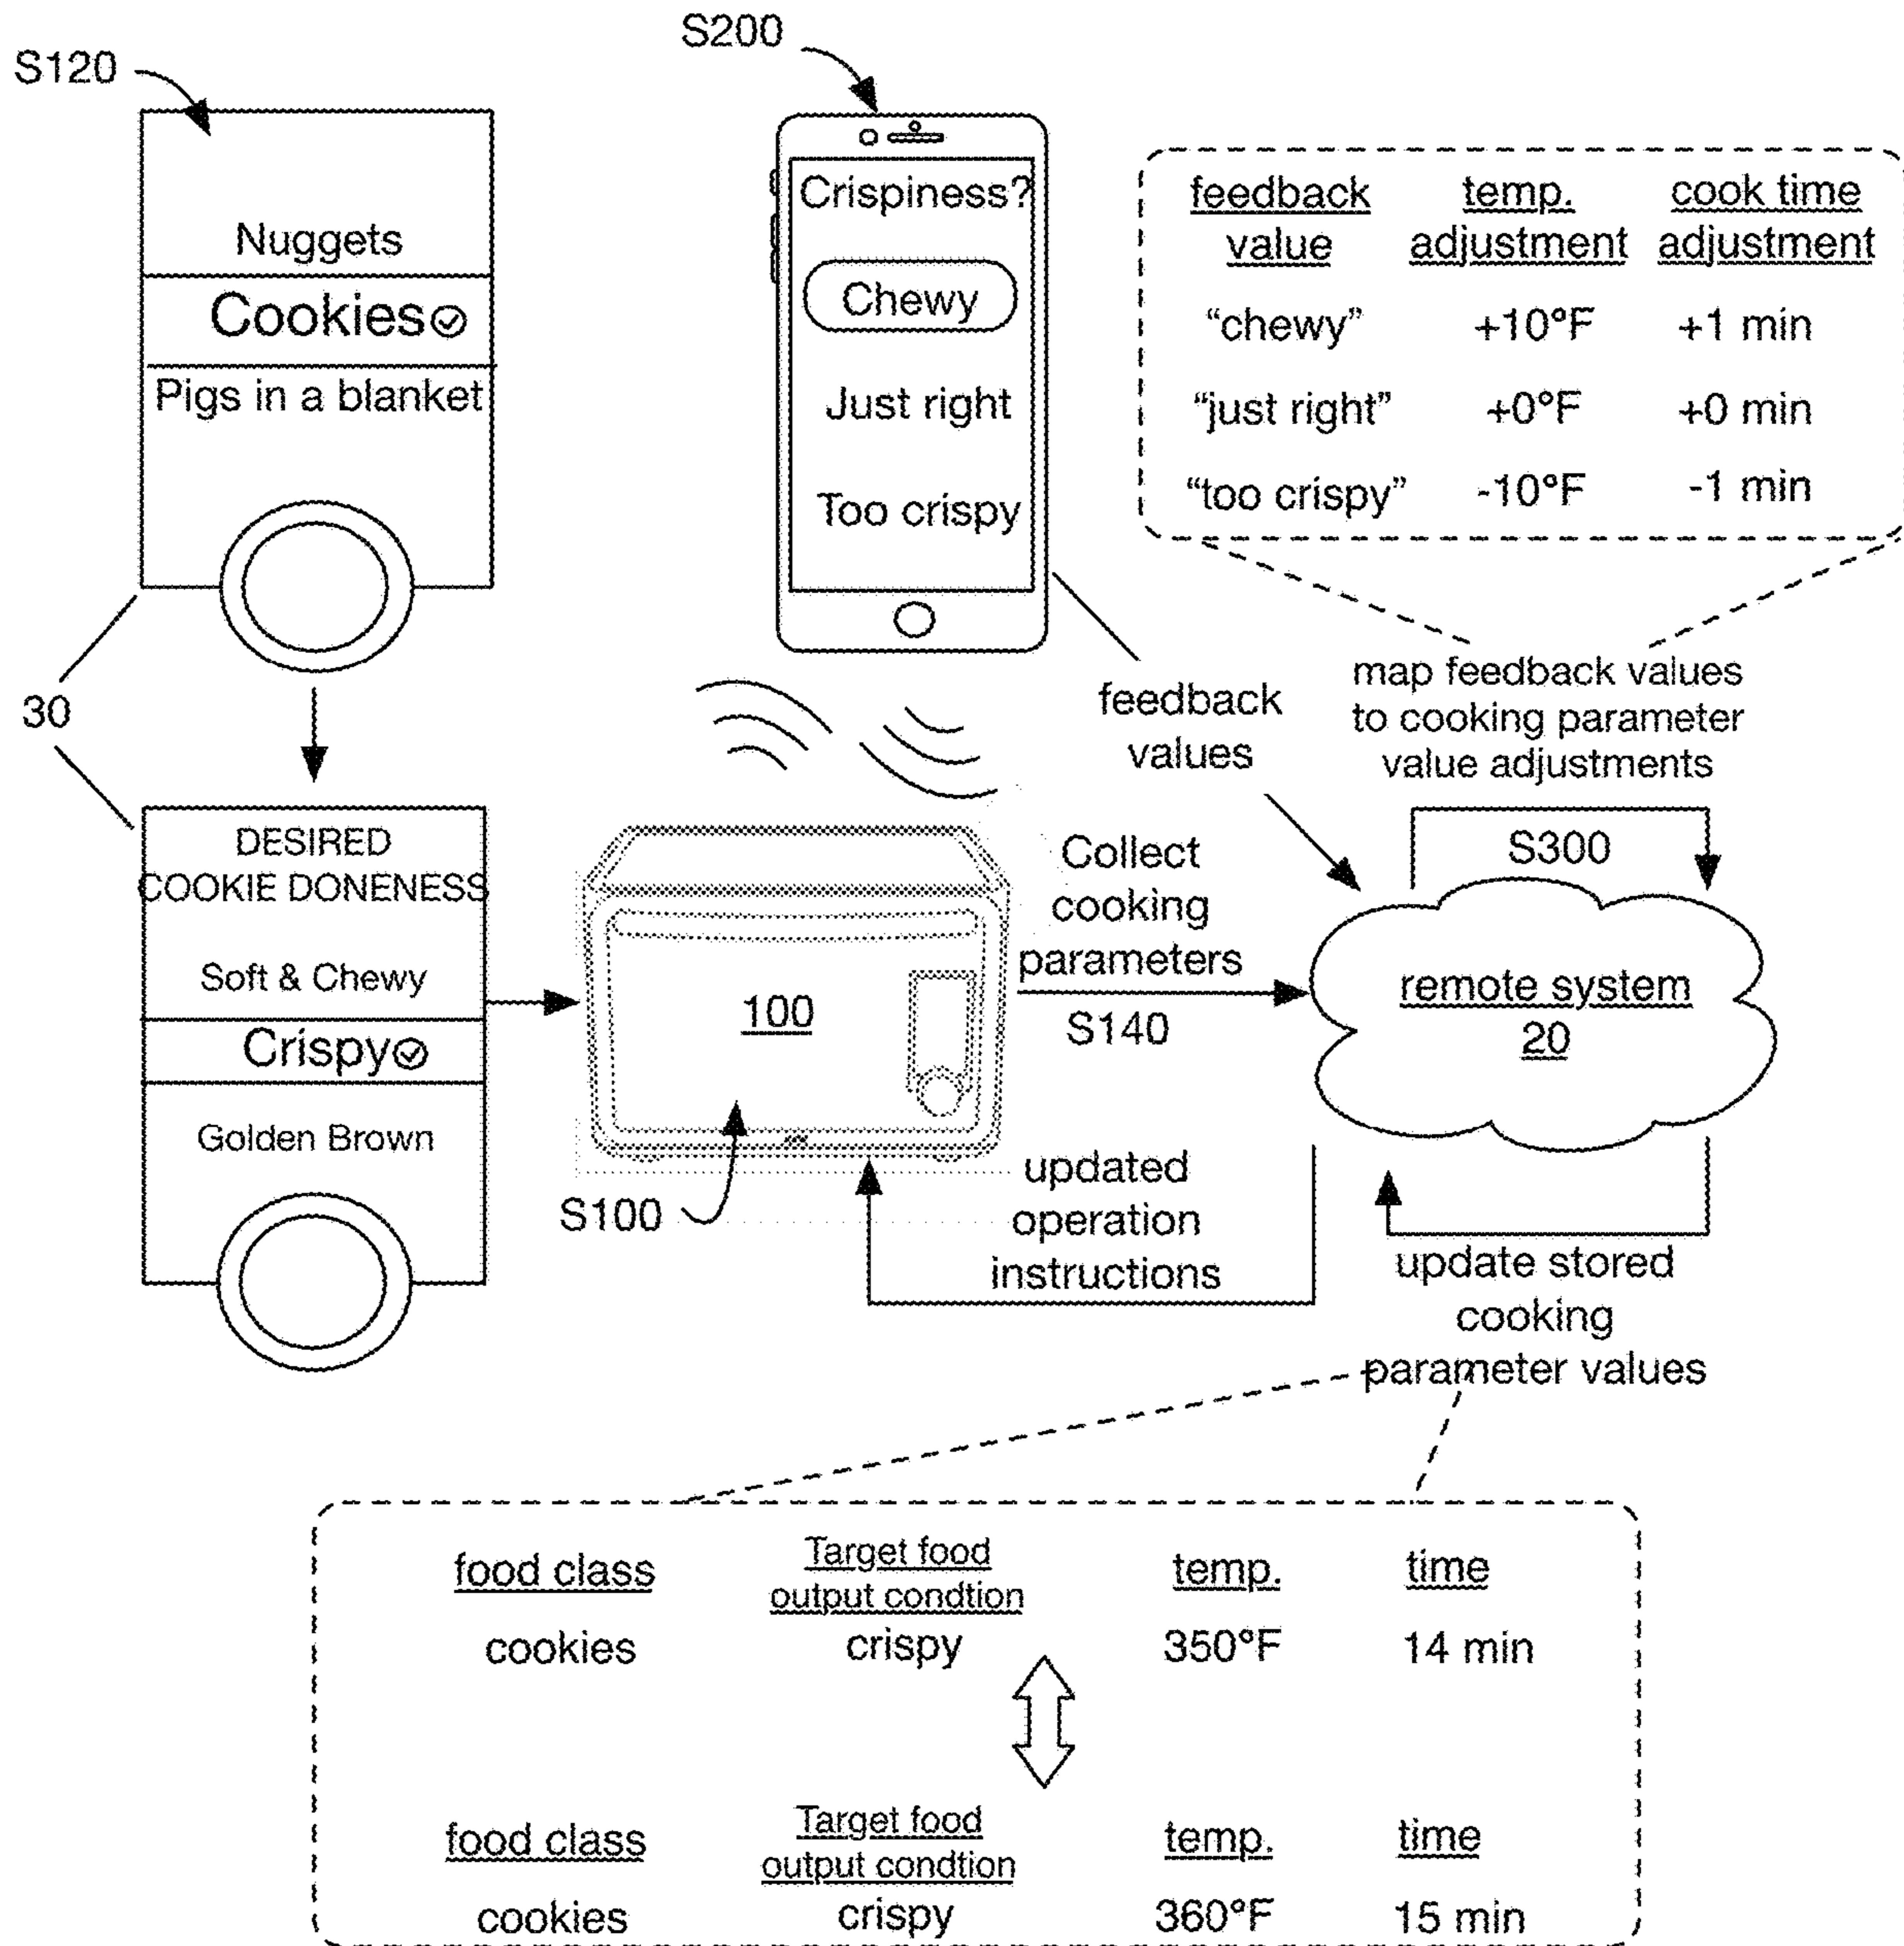 S120
Nuggets
Cookies
Pigs in a blanket
30
DESIRED
COOKIE DONENESS
Soft & Chewy
Crispy
Golden Brown
S200
Crispiness?
Chewy
Just right
Too crispy
feedback value
temp. adjustment
cook time adjustment
“chewy” +10°F +1 min
“just right” +0°F +0 min
“too crispy” -10°F -1 min
feedback
values
map feedback values
to cooking parameter
value adjustments
S300
100
S100
Collect
cooking
parameters
S140
remote system
20
updated
operation
instructions
update stored
cooking
parameter values
food class
Target food
output condtion
temp.
time
cookies crispy 350°F 14 min
food class
Target food
output condtion
temp.
time
cookies crispy 360°F 15 min